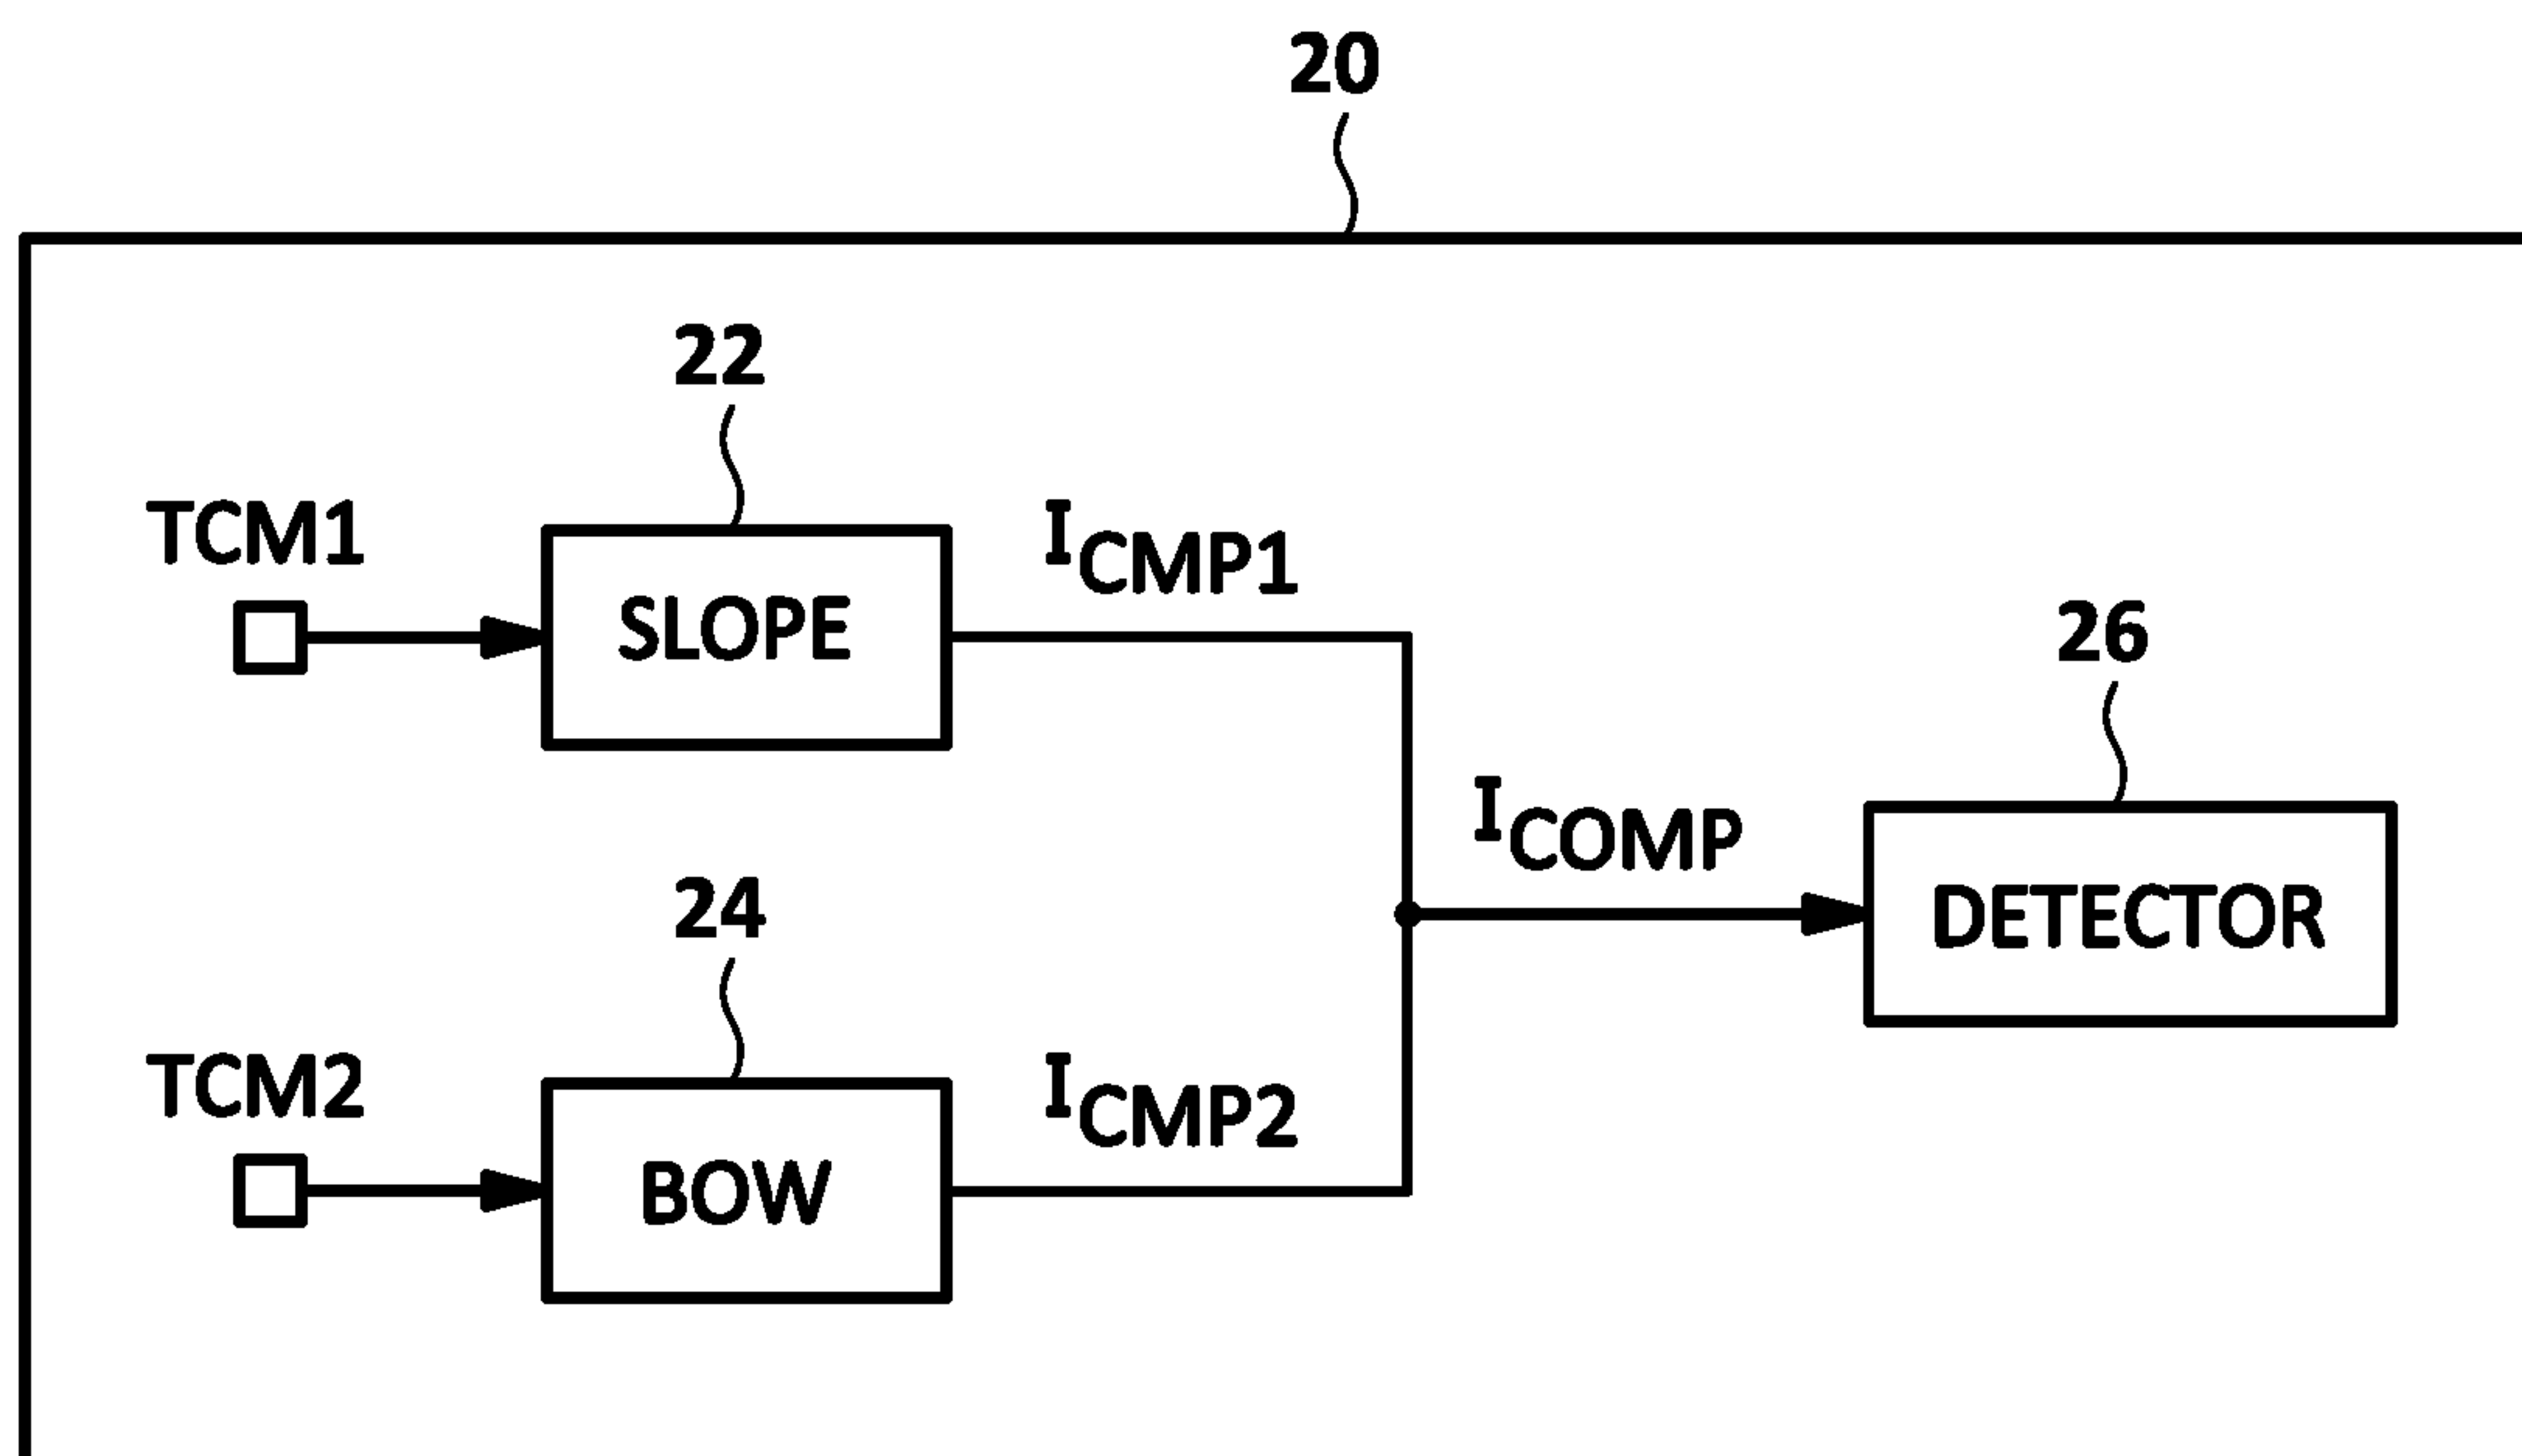 20
22
TCM1
SLOPE
ICMP1
26
ICOMP
DETECTOR
24
TCM2
BOW
ICMP2